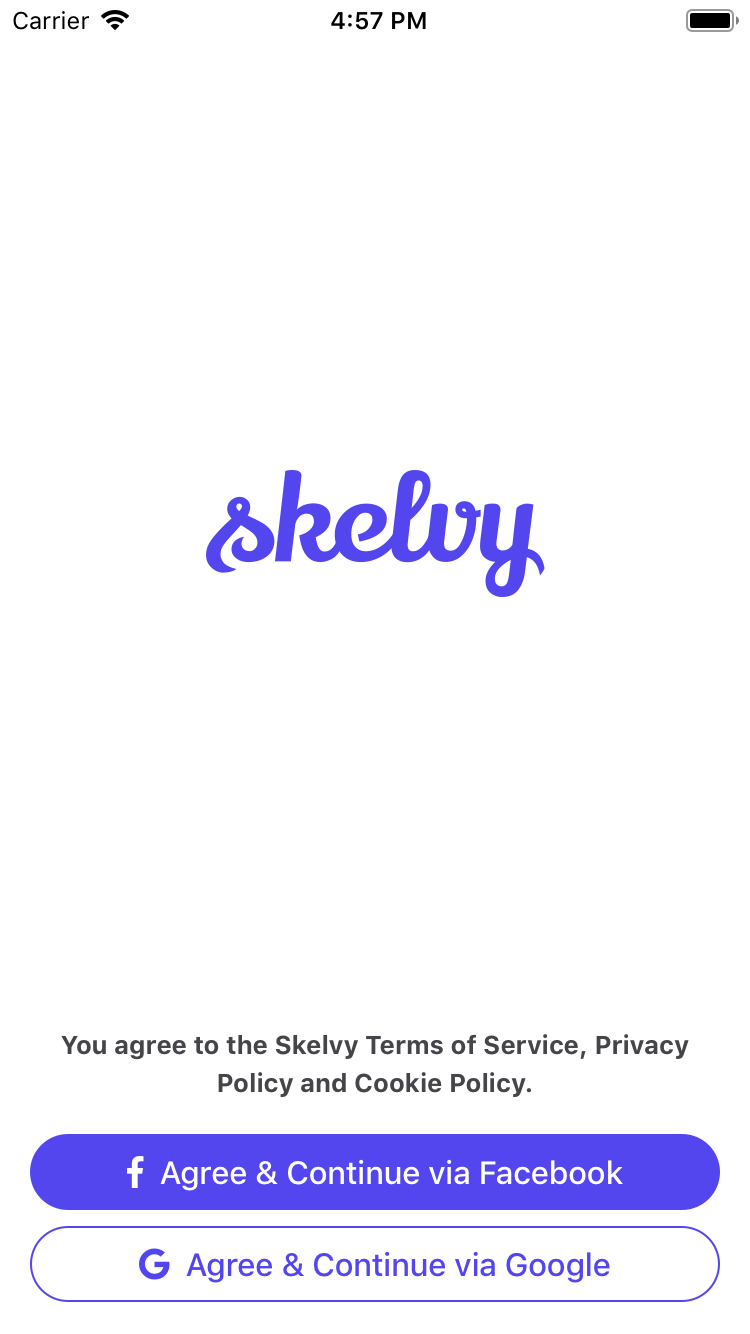 Carrier 4:57 PM
skelvy
You agree to the Skelvy Terms of Service, Privacy
Policy and Cookie Policy.
Agree & Continue via Facebook
Agree & Continue via Google